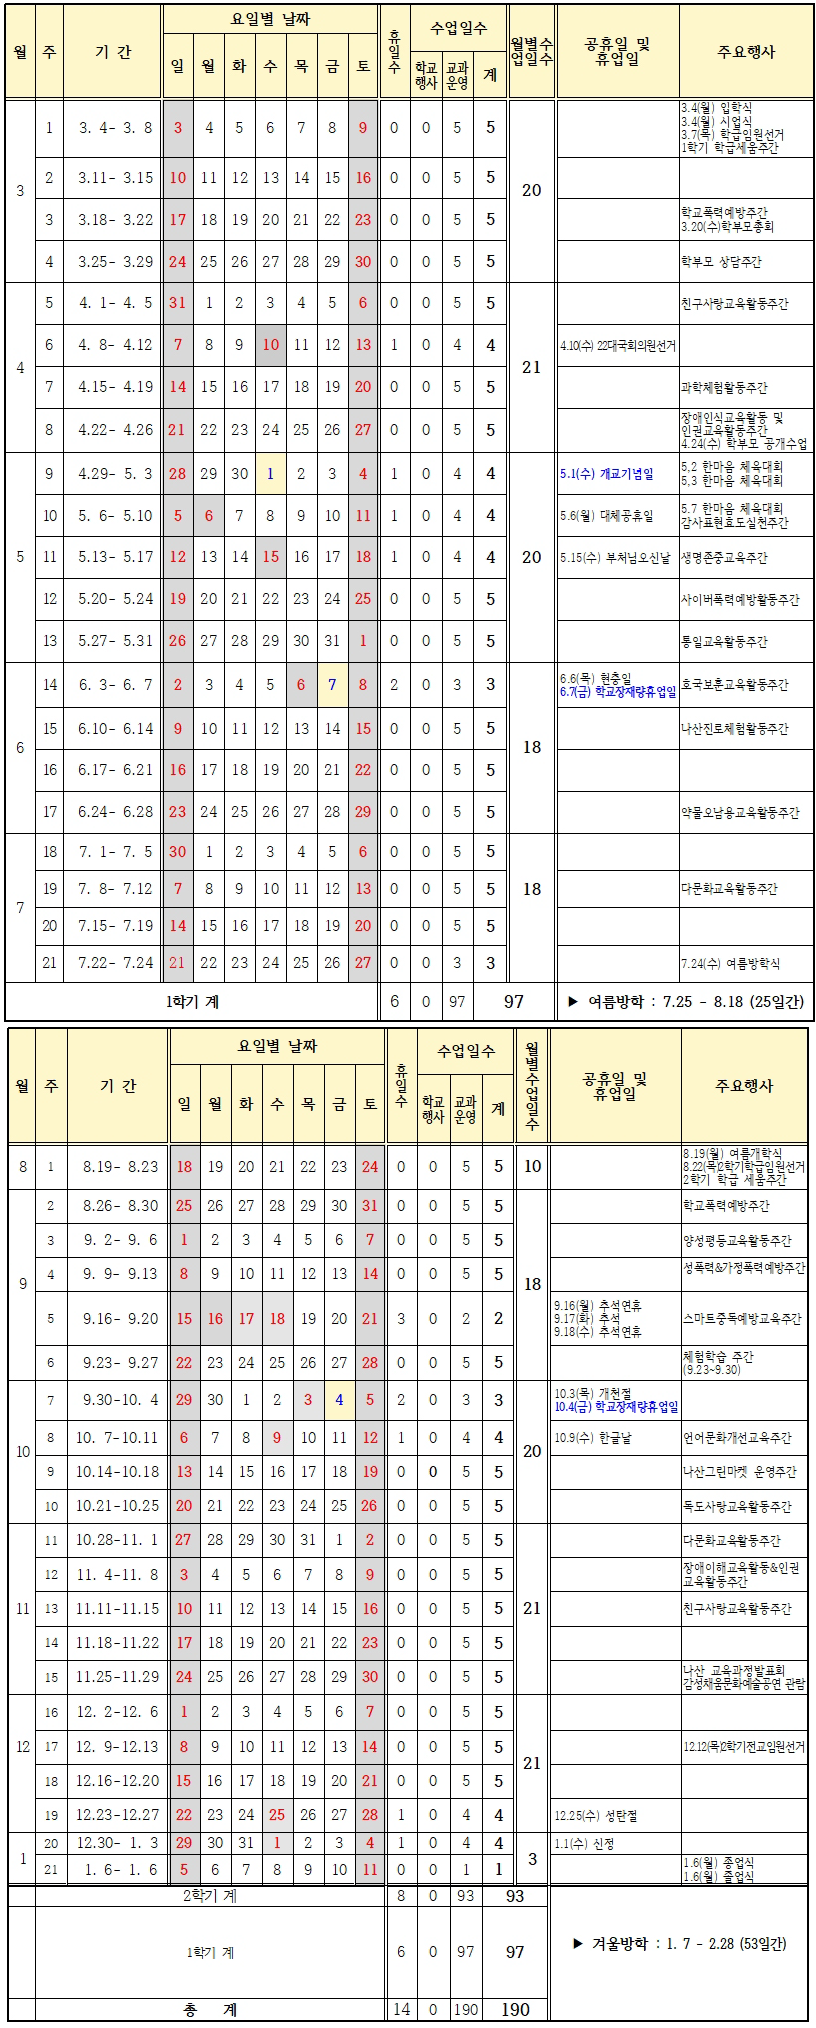 월 주 기 간 요일별 날짜 휴일수 수업일수 월별수업일수 공휴일 및 휴업일 주요행사
일 월 화 수 목 금 토 학교행사 교과운영 계
3 1 3. 4- 3. 8 3 4 5 6 7 8 9 0 0 5 5 20
3.4(월) 입학식
3.4(월) 시업식
3.7(목) 학급임원선거
1학기 학급세움주간
2 3.11- 3.15 10 11 12 13 14 15 16 0 0 5 5
3 3.18- 3.22 17 18 19 20 21 22 23 0 0 5 5
학교폭력예방주간
3.20(수)학부모총회
4 3.25- 3.29 24 25 26 27 28 29 30 0 0 5 5 학부모 상담주간
4 5 4. 1- 4. 5 31 1 2 3 4 5 6 0 0 5 5 21 친구사랑교육활동주간
6 4. 8- 4.12 7 8 9 10 11 12 13 1 0 4 4 4.10(수) 22대국회의원선거
7 4.15- 4.19 14 15 16 17 18 19 20 0 0 5 5 과학체험활동주간
8 4.22- 4.26 21 22 23 24 25 26 27 0 0 5 5
장애인식교육활동 및
인권교육활동주간
4.24(수) 학부모 공개수업
5 9 4.29- 5. 3 28 29 30 1 2 3 4 1 0 4 4 20 5.1(수) 개교기념일
5,2 한마음 체육대회
5,3 한마음 체육대회
10 5. 6- 5.10 5 6 7 8 9 10 11 1 0 4 4 5.6(월) 대체공휴일
5.7 한마음 체육대회
감사표현효도실천주간
11 5.13- 5.17 12 13 14 15 16 17 18 1 0 4 4 5.15(수) 부처님오신날 생명존중교육주간
12 5.20- 5.24 19 20 21 22 23 24 25 0 0 5 5 사이버폭력예방활동주간
13 5.27- 5.31 26 27 28 29 30 31 1 0 0 5 5 통일교육활동주간
6 14 6. 3- 6. 7 2 3 4 5 6 7 8 2 0 3 3 18
6.6(목) 현충일
6.7(금) 학교장재량휴업일
호국보훈교육활동주간
15 6.10- 6.14 9 10 11 12 13 14 15 0 0 5 5 나산진로체험활동주간
16 6.17- 6.21 16 17 18 19 20 21 22 0 0 5 5
17 6.24- 6.28 23 24 25 26 27 28 29 0 0 5 5 약물오남용교육활동주간
7 18 7. 1- 7. 5 30 1 2 3 4 5 6 0 0 5 5 18
19 7. 8- 7.12 7 8 9 10 11 12 13 0 0 5 5 다문화교육활동주간
20 7.15- 7.19 14 15 16 17 18 19 20 0 0 5 5
21 7.22- 7.24 21 22 23 24 25 26 27 0 0 3 3 7.24(수) 여름방학식
1학기 계 6 0 97 97 ▶ 여름방학 : 7.25 - 8.18 (25일간)
월 주 기 간 요일별 날짜 휴일수 수업일수 월별수업일수 공휴일 및 휴업일 주요행사
일 월 화 수 목 금 토 학교행사 교과운영 계
8 1 8.19- 8.23 18 19 20 21 22 23 24 0 0 5 5 10
8.19(월) 여름개학식
8.22(목)2학기학급임원선거
2학기 학급 세움주간
9 2 8.26- 8.30 25 26 27 28 29 30 31 0 0 5 5 18 학교폭력예방주간
3 9. 2- 9. 6 1 2 3 4 5 6 7 0 0 5 5 양성평등교육활동주간
4 9. 9- 9.13 8 9 10 11 12 13 14 0 0 5 5 성폭력&가정폭력예방주간
5 9.16- 9.20 15 16 17 18 19 20 21 3 0 2 2
9.16(월) 추석연휴
9.17(화) 추석
9.18(수) 추석연휴
스마트중독예방교육주간
6 9.23- 9.27 22 23 24 25 26 27 28 0 0 5 5
체험학습 주간
(9.23~9.30)
10 7 9.30-10. 4 29 30 1 2 3 4 5 2 0 3 3 20
10.3(목) 개천절
10.4(금) 학교장재량휴업일
8 10. 7-10.11 6 7 8 9 10 11 12 1 0 4 4 10.9(수) 한글날 언어문화개선교육주간
9 10.14-10.18 13 14 15 16 17 18 19 0 0 5 5 나산그린마켓 운영주간
10 10.21-10.25 20 21 22 23 24 25 26 0 0 5 5 독도사랑교육활동주간
11 11 10.28-11. 1 27 28 29 30 31 1 2 0 0 5 5 21 다문화교육활동주간
12 11. 4-11. 8 3 4 5 6 7 8 9 0 0 5 5
장애이해교육활동&인권
교육활동주간
13 11.11-11.15 10 11 12 13 14 15 16 0 0 5 5 친구사랑교육활동주간
14 11.18-11.22 17 18 19 20 21 22 23 0 0 5 5
15 11.25-11.29 24 25 26 27 28 29 30 0 0 5 5
나산 교육과정발표회
감성채움문화예술공연 관람
12 16 12. 2-12. 6 1 2 3 4 5 6 7 0 0 5 5 21
17 12. 9-12.13 8 9 10 11 12 13 14 0 0 5 5 12.12(목)2학기전교임원선거
18 12.16-12.20 15 16 17 18 19 20 21 0 0 5 5
19 12.23-12.27 22 23 24 25 26 27 28 1 0 4 4 12.25(수) 성탄절
1 20 12.30- 1. 3 29 30 31 1 2 3 4 1 0 4 4 3 1.1(수) 신정
21 1. 6- 1. 6 5 6 7 8 9 10 11 0 0 1 1
1.6(월) 종업식
1.6(월) 졸업식
2학기 계 8 0 93 93
1학기 계 6 0 97 97 ▶ 겨울방학 : 1. 7 - 2.28 (53일간)
총 계 14 0 190 190